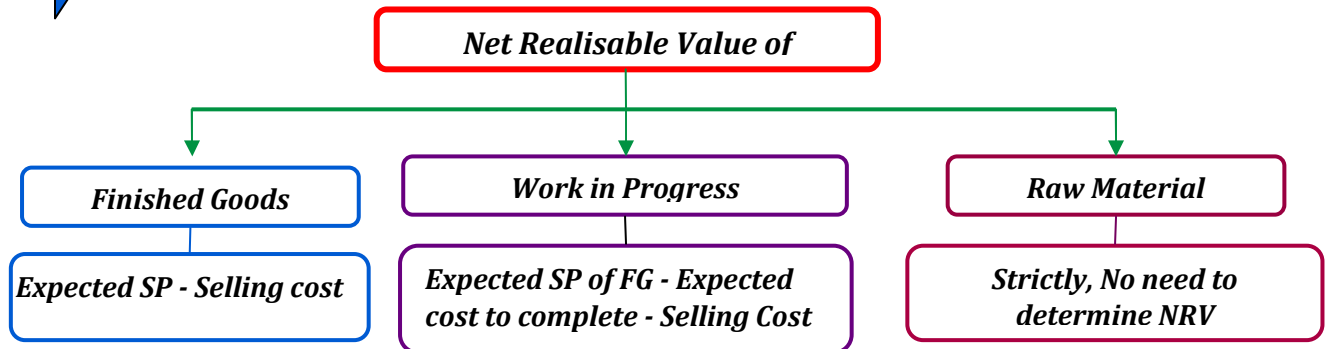 Net Realisable Value of
Finished Goods
Work in Progress
Raw Material
Expected SP - Selling cost
Expected SP of FG - Expected
cost to complete - Selling Cost
Strictly, No need to
determine NRV